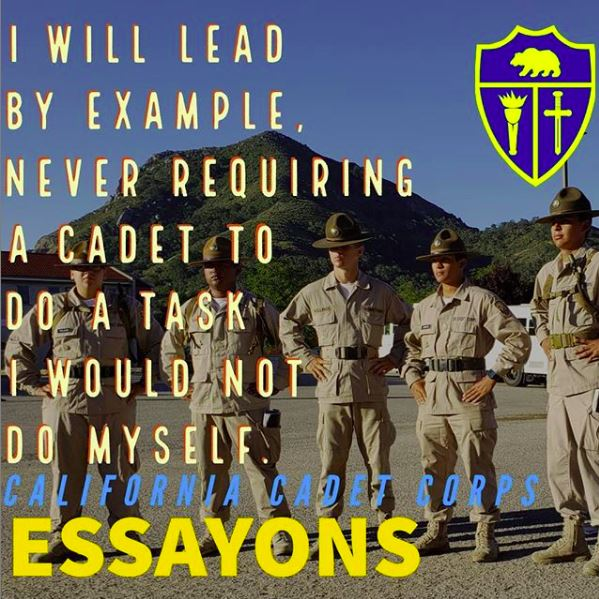 I WILL LEAD
BY EXAMPLE,
NEVER REQUIRING
A CADET TO
DO A TASK
I WOULD NOT
DO MYSELF.
CALIFORNIA CADET CORPS
ESSAYONS